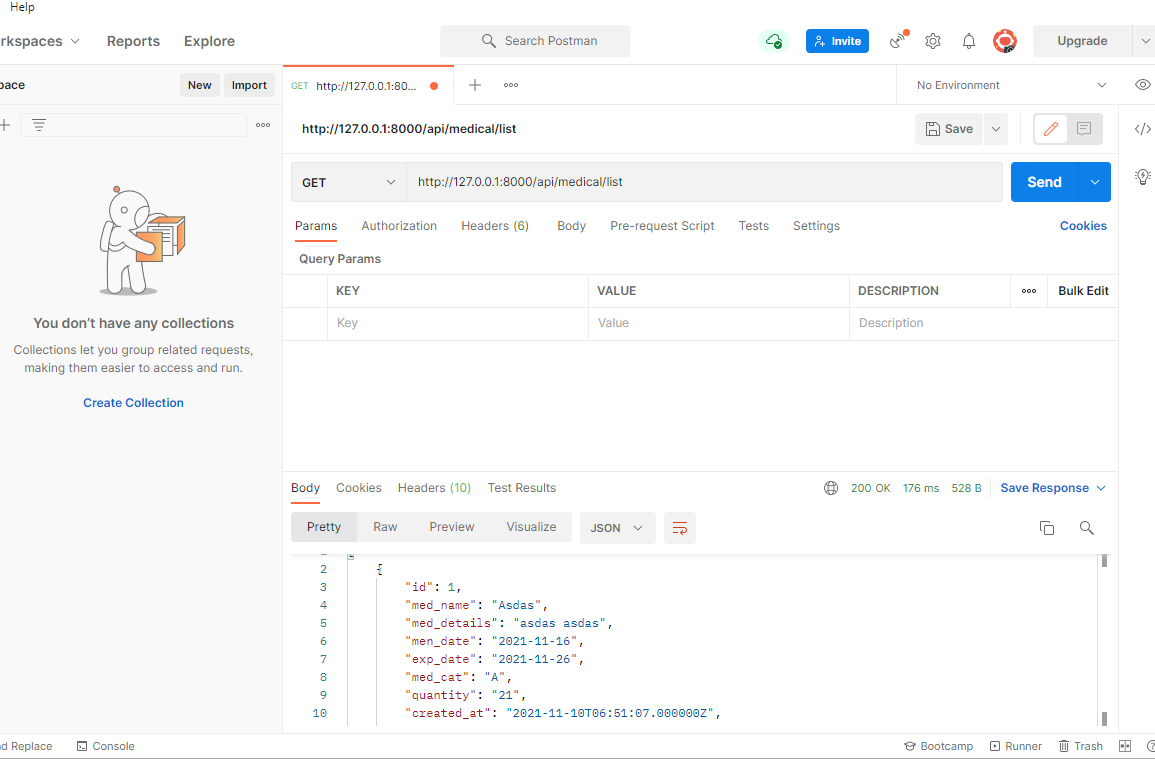 Help
rkspaces Reports Explore Search Postman Invite Upgrade
pace New Import GET http://127.0.0.1:80... No Environment
http://127.0.0.1:8000/api/medical/list Save
GET http://127.0.0.1:8000/api/medical/list Send
Params Authorization Headers (6) Body Pre-request Script Tests Settings Cookies
Query Params
KEY VALUE DESCRIPTION Bulk Edit
Key Value Description
You don't have any collections
Collections let you group related requests,
making them easier to access and run.
Create Collection
Body Cookies Headers (10) Test Results 200 OK 176 ms 528 B Save Response
Pretty Raw Preview Visualize JSON
2 {
3 "id": 1,
4 "med_name": "Asdas",
5 "med_details": "asdas asdas",
6 "men_date": "2021-11-16",
7 "exp_date": "2021-11-26",
8 "med_cat": "A",
9 "quantity": "21",
10 "created_at": "2021-11-10T06:51:07.000000Z",
nd Replace Console Bootcamp Runner Trash